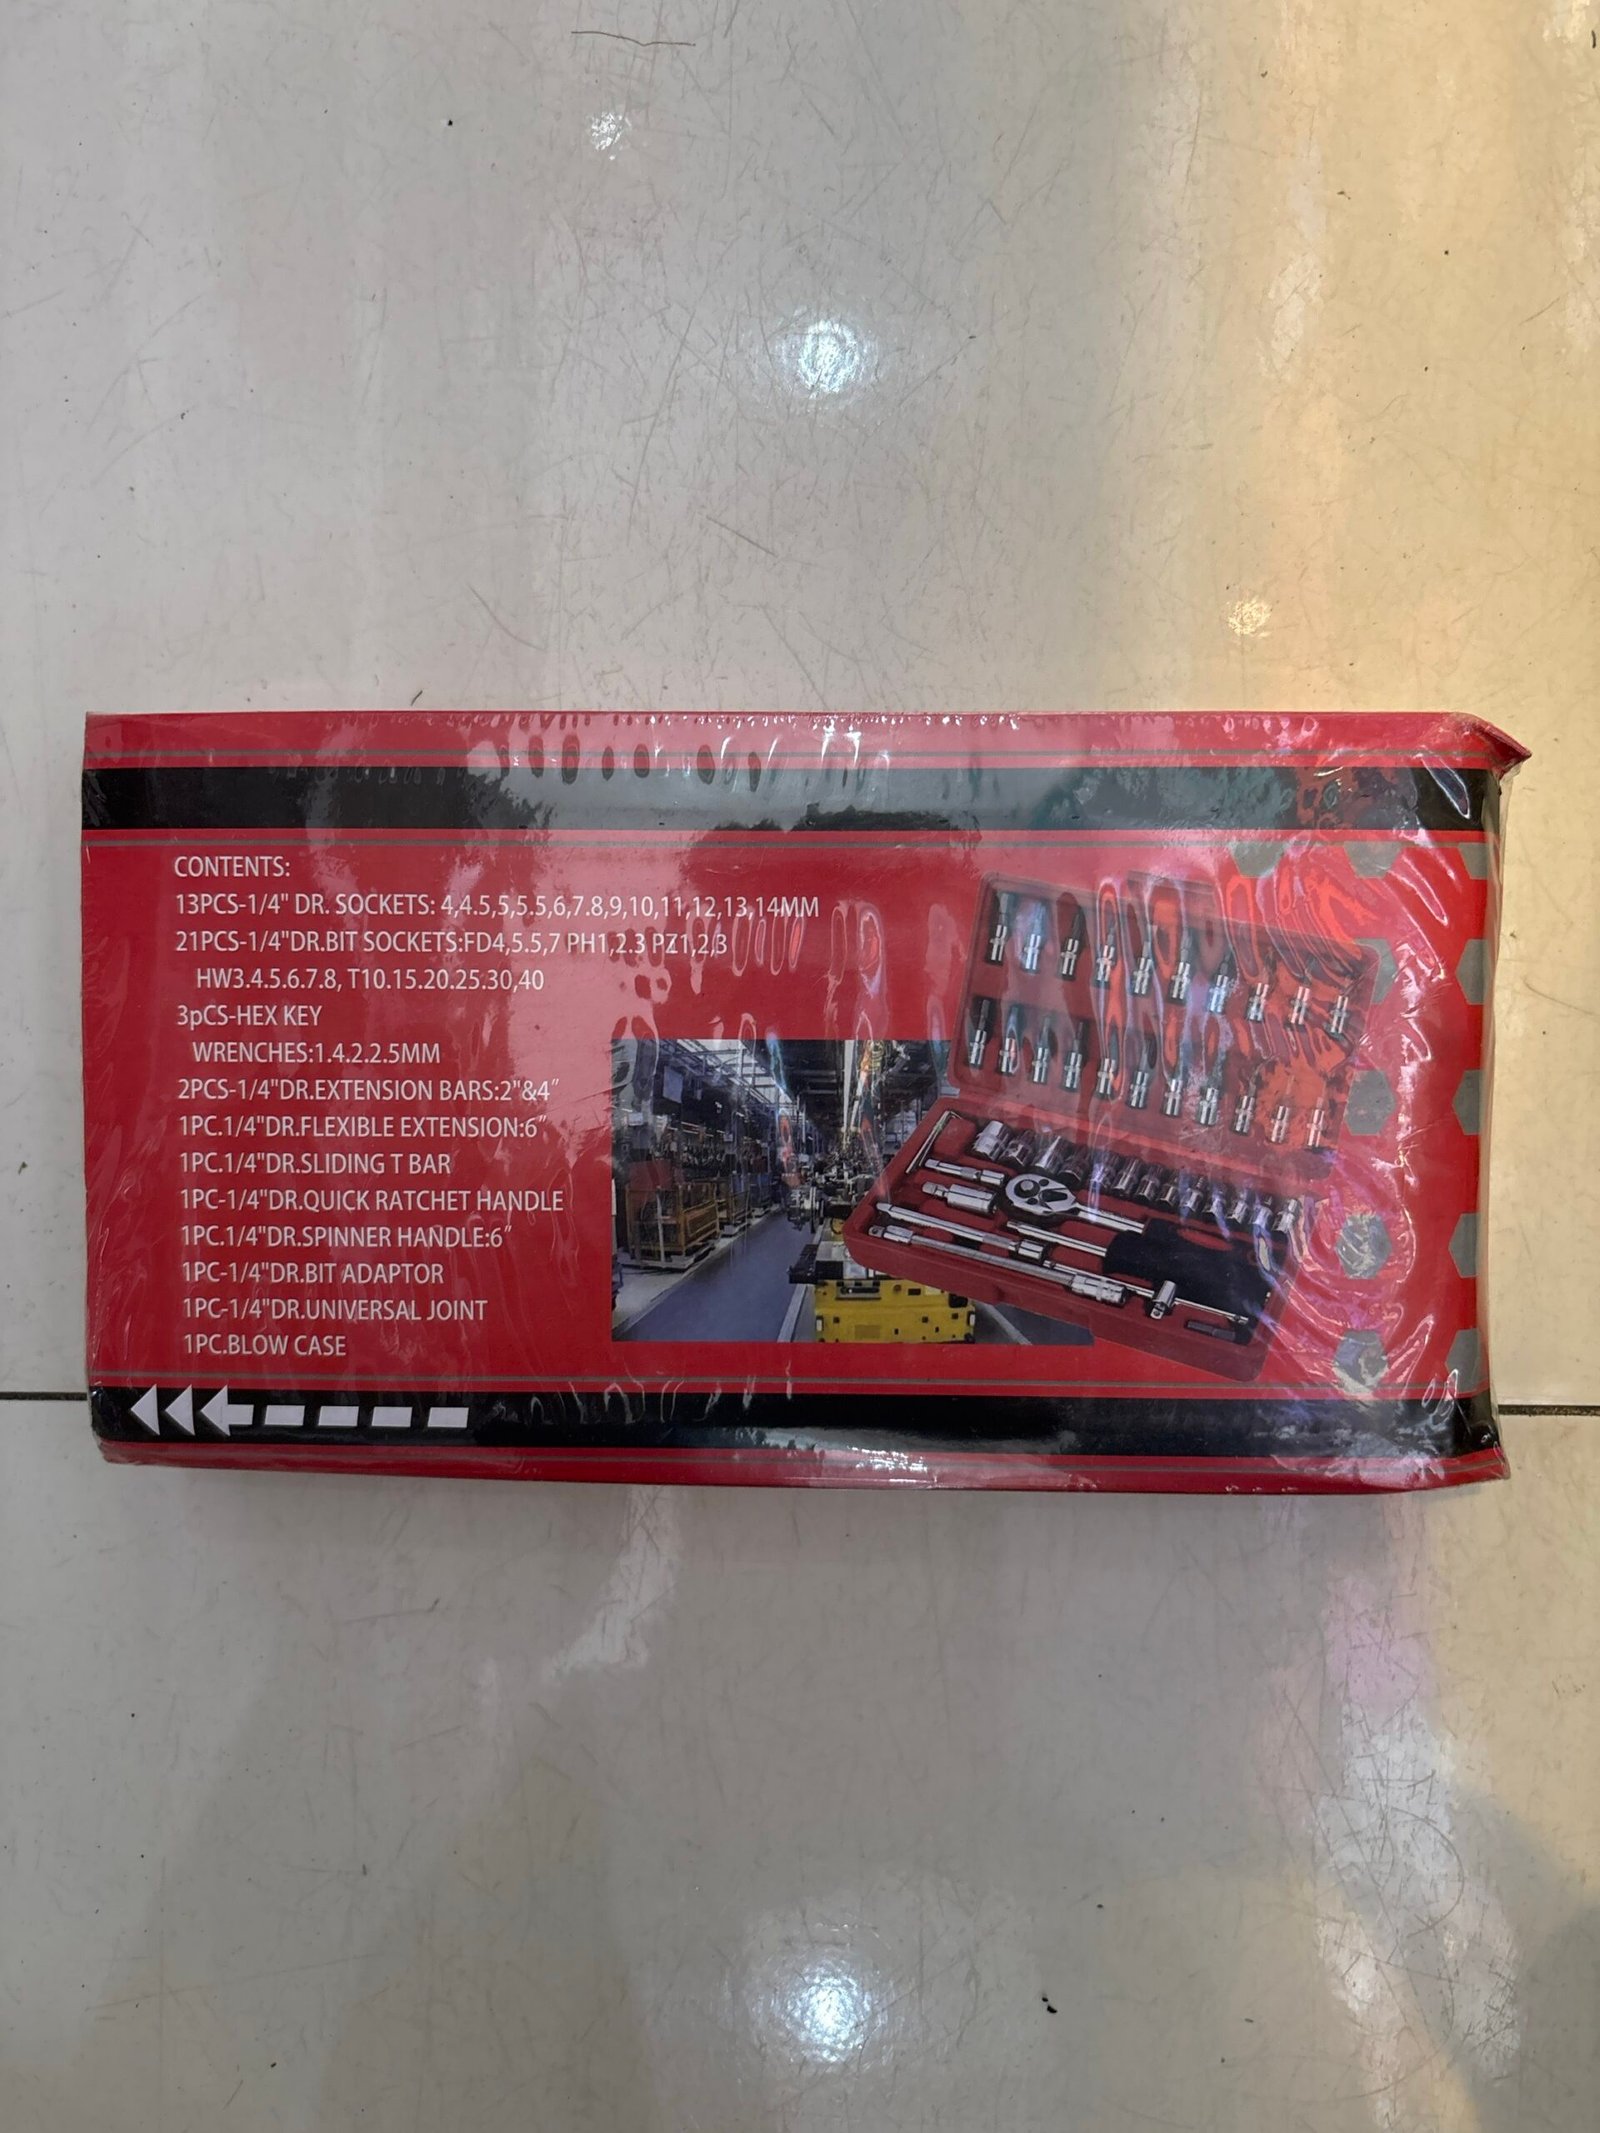 CONTENTS:
13PCS-1/4" DR. SOCKETS: 4,4.5,5,5.5,6,7.8,9,10,11,12,13,14MM
21PCS-1/4"DR.BIT SOCKETS:FD4,5.5,7 PH1,2.3 PZ1,2,3
HW3.4.5.6.7.8, T10.15.20.25.30,40
3pCS-HEX KEY
WRENCHES:1.4.2.2.5MM
2PCS-1/4"DR.EXTENSION BARS:2"&4"
1PC.1/4"DR.FLEXIBLE EXTENSION:6"
1PC.1/4"DR.SLIDING T BAR
1PC-1/4"DR.QUICK RATCHET HANDLE
1PC.1/4"DR.SPINNER HANDLE:6"
1PC-1/4"DR.BIT ADAPTOR
1PC-1/4"DR.UNIVERSAL JOINT
1PC.BLOW CASE